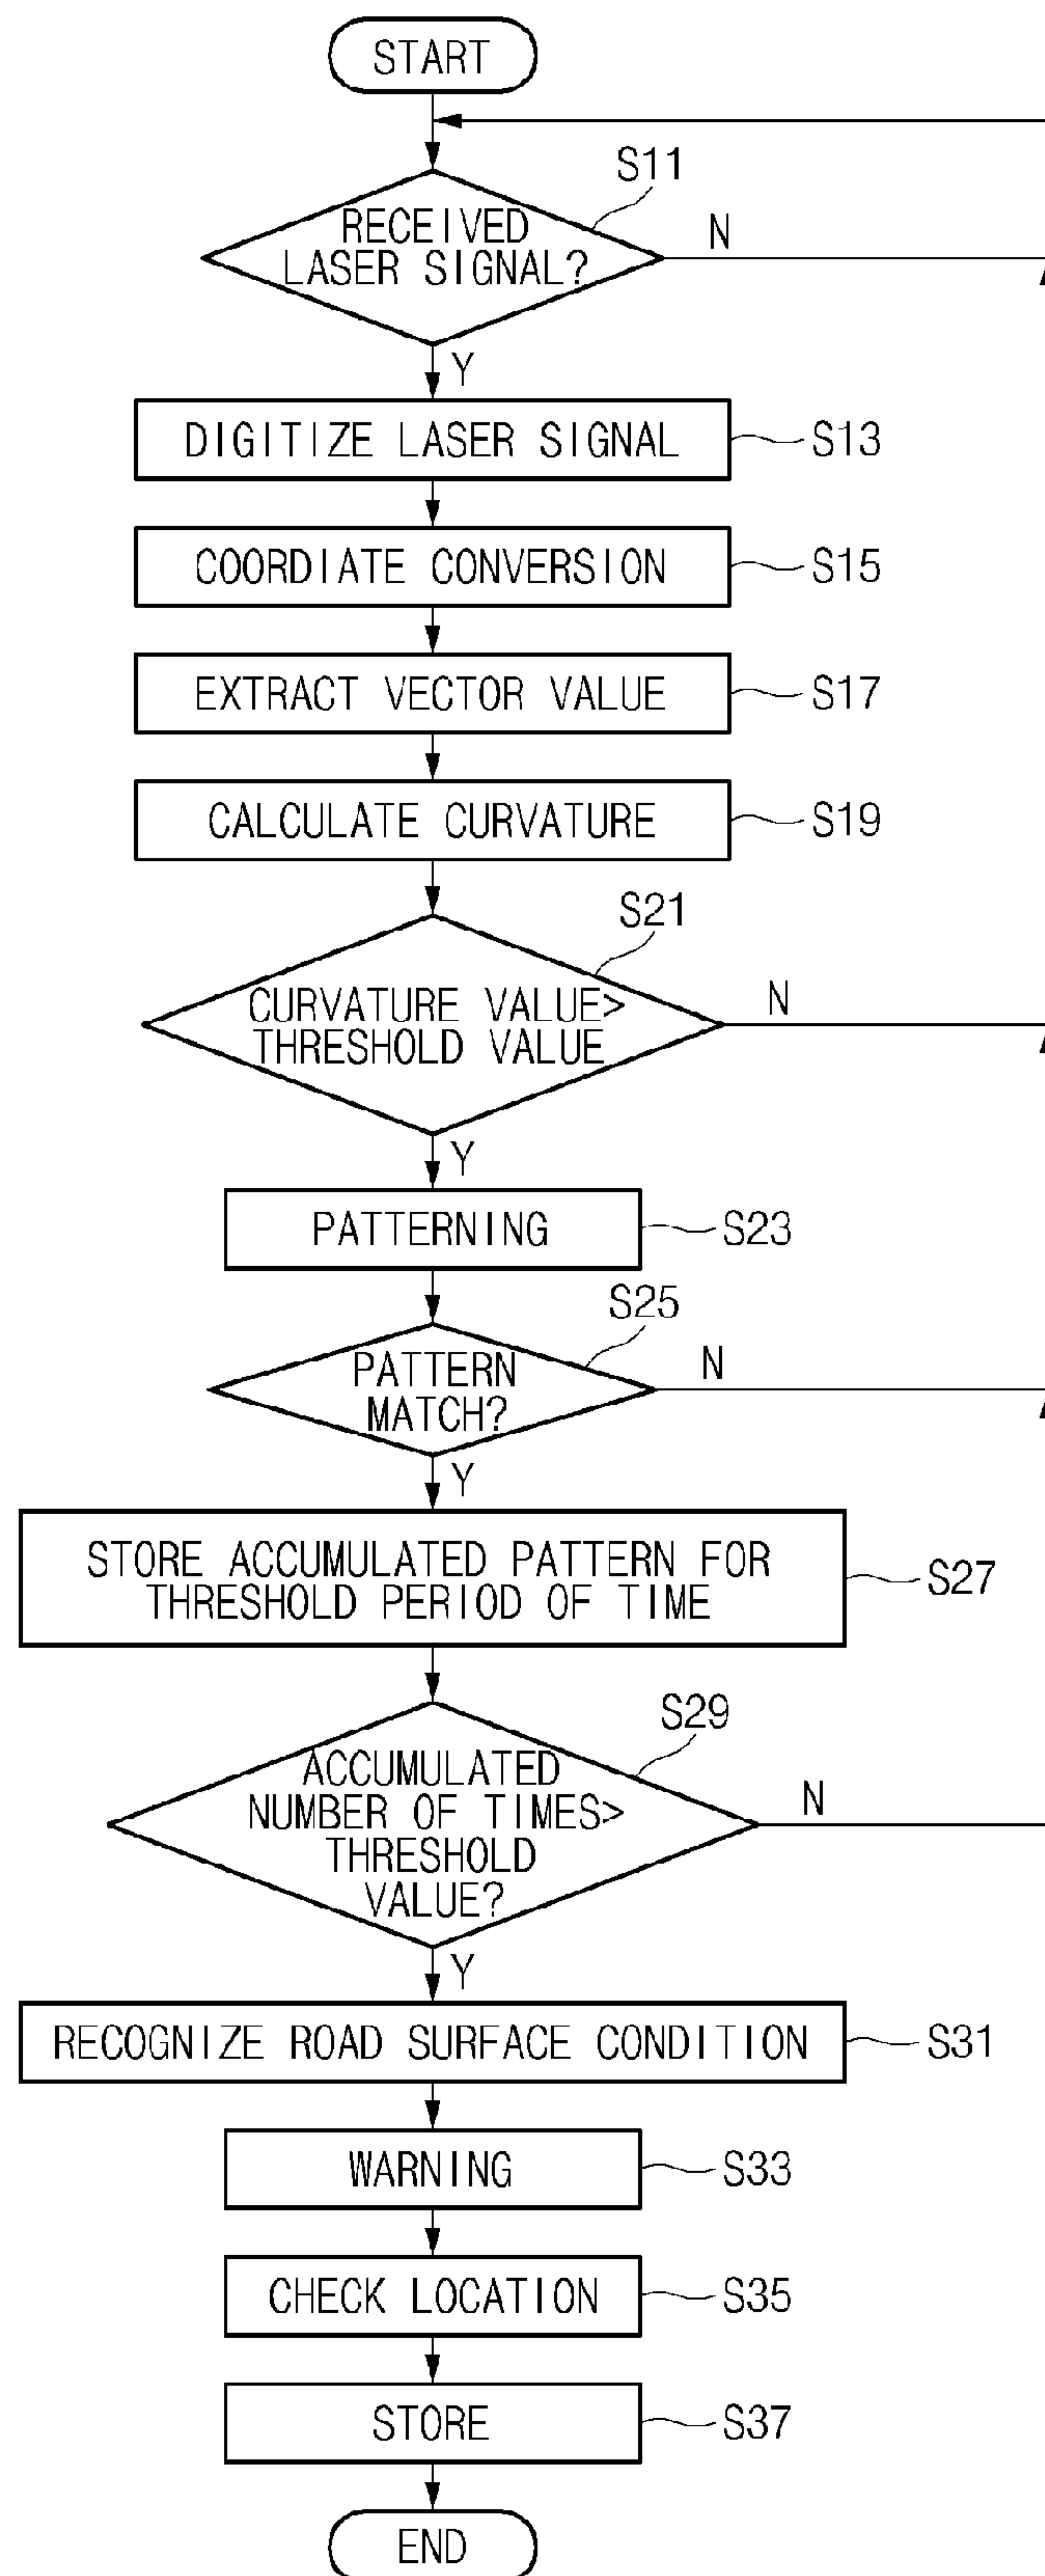 START
S11
RECEIVED
LASER SIGNAL?
N
Y
DIGITIZE LASER SIGNAL
S13
COORDIATE CONVERSION
S15
EXTRACT VECTOR VALUE
S17
CALCULATE CURVATURE
S19
S21
CURVATURE VALUE>
THRESHOLD VALUE
N
Y
PATTERNING
S23
S25
PATTERN
MATCH?
N
Y
STORE ACCUMULATED PATTERN FOR
THRESHOLD PERIOD OF TIME
S27
S29
ACCUMULATED
NUMBER OF TIMES>
THRESHOLD
VALUE?
N
Y
RECOGNIZE ROAD SURFACE CONDITION
S31
WARNING
S33
CHECK LOCATION
S35
STORE
S37
END